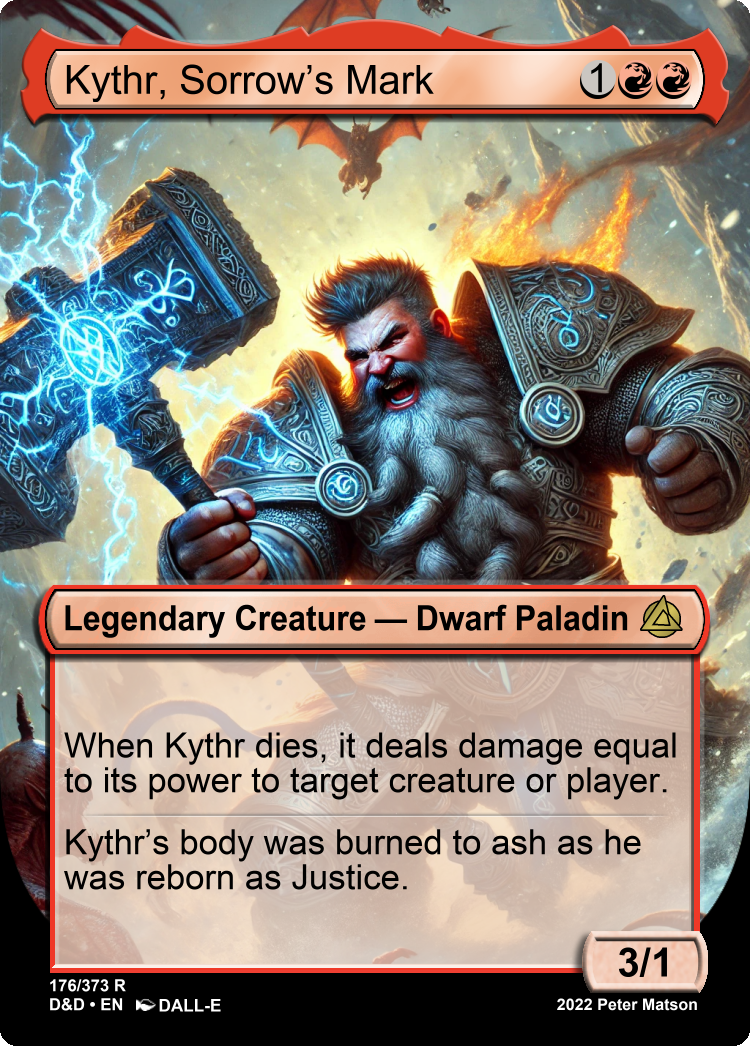 Kythr, Sorrow's Mark 1
Legendary Creature — Dwarf Paladin
When Kythr dies, it deals damage equal
to its power to target creature or player.
Kythr's body was burned to ash as he
was reborn as Justice.
3/1
176/373 R
D&D • EN DALL-E
2022 Peter Matson